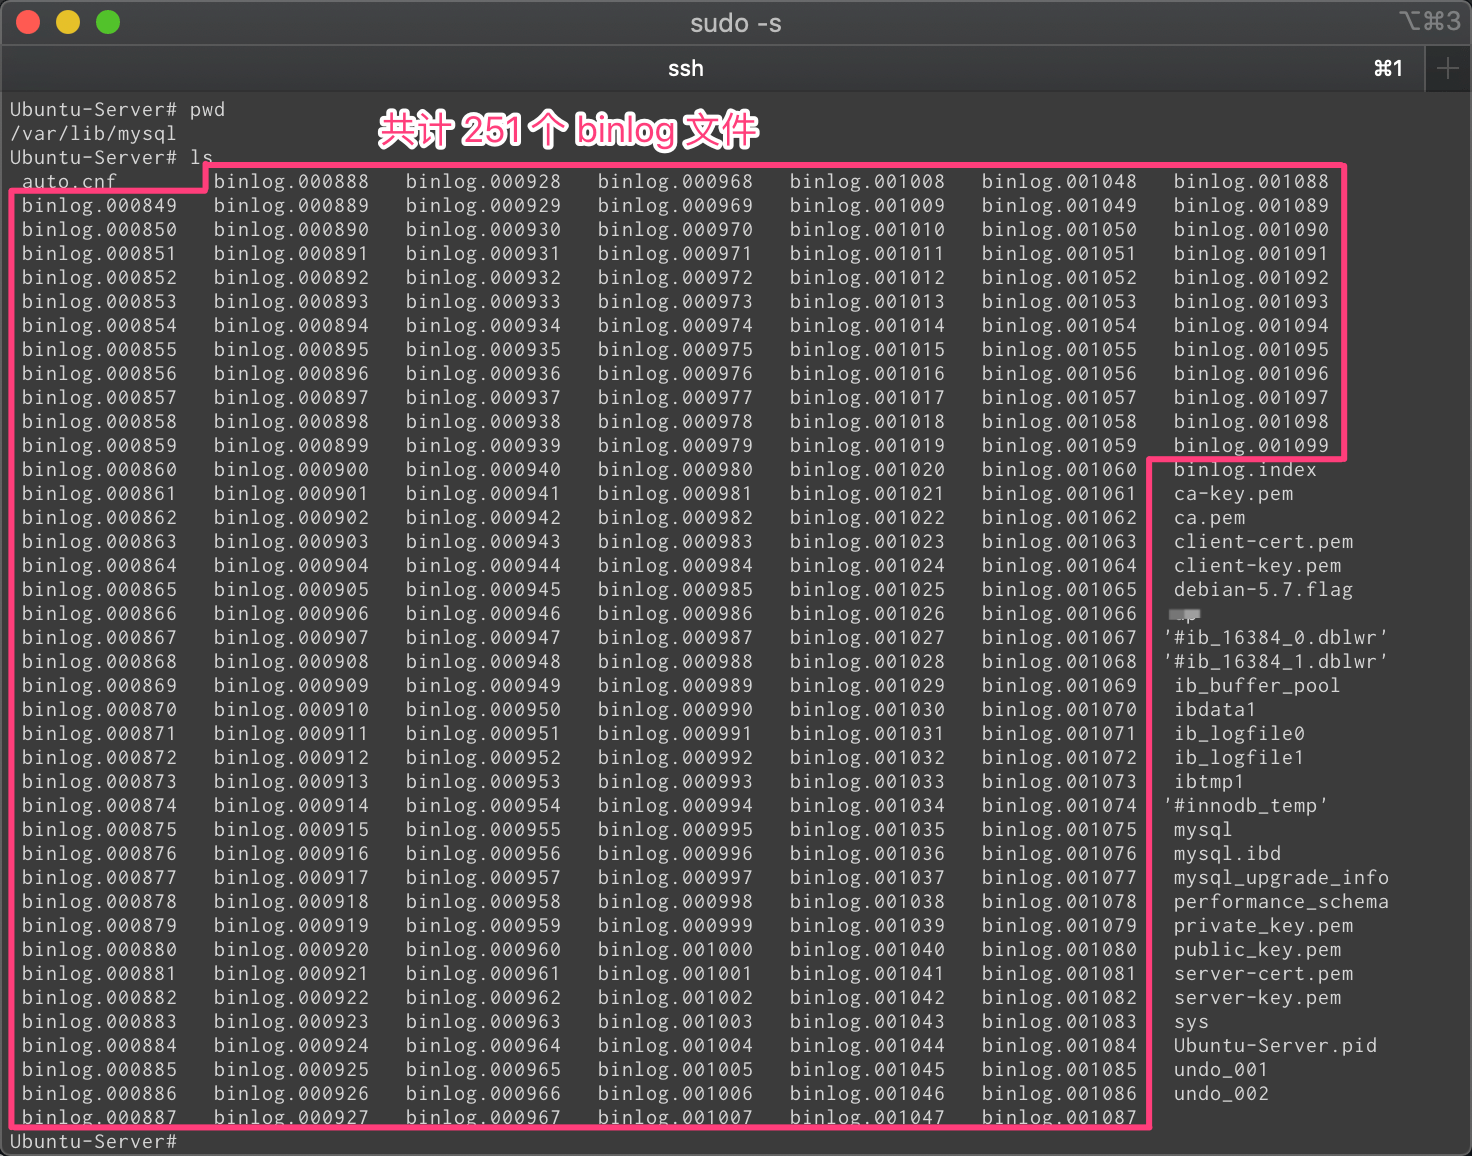 sudo -s
⌥⌘3
ssh
⌘1
Ubuntu-Server# pwd
/var/lib/mysql
共计 251 个 binlog 文件
Ubuntu-Server# ls
auto.cnf binlog.000888 binlog.000928 binlog.000968 binlog.001008 binlog.001048 binlog.001088
binlog.000849 binlog.000889 binlog.000929 binlog.000969 binlog.001009 binlog.001049 binlog.001089
binlog.000850 binlog.000890 binlog.000930 binlog.000970 binlog.001010 binlog.001050 binlog.001090
binlog.000851 binlog.000891 binlog.000931 binlog.000971 binlog.001011 binlog.001051 binlog.001091
binlog.000852 binlog.000892 binlog.000932 binlog.000972 binlog.001012 binlog.001052 binlog.001092
binlog.000853 binlog.000893 binlog.000933 binlog.000973 binlog.001013 binlog.001053 binlog.001093
binlog.000854 binlog.000894 binlog.000934 binlog.000974 binlog.001014 binlog.001054 binlog.001094
binlog.000855 binlog.000895 binlog.000935 binlog.000975 binlog.001015 binlog.001055 binlog.001095
binlog.000856 binlog.000896 binlog.000936 binlog.000976 binlog.001016 binlog.001056 binlog.001096
binlog.000857 binlog.000897 binlog.000937 binlog.000977 binlog.001017 binlog.001057 binlog.001097
binlog.000858 binlog.000898 binlog.000938 binlog.000978 binlog.001018 binlog.001058 binlog.001098
binlog.000859 binlog.000899 binlog.000939 binlog.000979 binlog.001019 binlog.001059 binlog.001099
binlog.000860 binlog.000900 binlog.000940 binlog.000980 binlog.001020 binlog.001060 binlog.index
binlog.000861 binlog.000901 binlog.000941 binlog.000981 binlog.001021 binlog.001061 ca-key.pem
binlog.000862 binlog.000902 binlog.000942 binlog.000982 binlog.001022 binlog.001062 ca.pem
binlog.000863 binlog.000903 binlog.000943 binlog.000983 binlog.001023 binlog.001063 client-cert.pem
binlog.000864 binlog.000904 binlog.000944 binlog.000984 binlog.001024 binlog.001064 client-key.pem
binlog.000865 binlog.000905 binlog.000945 binlog.000985 binlog.001025 binlog.001065 debian-5.7.flag
binlog.000866 binlog.000906 binlog.000946 binlog.000986 binlog.001026 binlog.001066
binlog.000867 binlog.000907 binlog.000947 binlog.000987 binlog.001027 binlog.001067 '#ib_16384_0.dblwr'
binlog.000868 binlog.000908 binlog.000948 binlog.000988 binlog.001028 binlog.001068 '#ib_16384_1.dblwr'
binlog.000869 binlog.000909 binlog.000949 binlog.000989 binlog.001029 binlog.001069 ib_buffer_pool
binlog.000870 binlog.000910 binlog.000950 binlog.000990 binlog.001030 binlog.001070 ibdata1
binlog.000871 binlog.000911 binlog.000951 binlog.000991 binlog.001031 binlog.001071 ib_logfile0
binlog.000872 binlog.000912 binlog.000952 binlog.000992 binlog.001032 binlog.001072 ib_logfile1
binlog.000873 binlog.000913 binlog.000953 binlog.000993 binlog.001033 binlog.001073 ibtmp1
binlog.000874 binlog.000914 binlog.000954 binlog.000994 binlog.001034 binlog.001074 '#innodb_temp'
binlog.000875 binlog.000915 binlog.000955 binlog.000995 binlog.001035 binlog.001075 mysql
binlog.000876 binlog.000916 binlog.000956 binlog.000996 binlog.001036 binlog.001076 mysql.ibd
binlog.000877 binlog.000917 binlog.000957 binlog.000997 binlog.001037 binlog.001077 mysql_upgrade_info
binlog.000878 binlog.000918 binlog.000958 binlog.000998 binlog.001038 binlog.001078 performance_schema
binlog.000879 binlog.000919 binlog.000959 binlog.000999 binlog.001039 binlog.001079 private_key.pem
binlog.000880 binlog.000920 binlog.000960 binlog.001000 binlog.001040 binlog.001080 public_key.pem
binlog.000881 binlog.000921 binlog.000961 binlog.001001 binlog.001041 binlog.001081 server-cert.pem
binlog.000882 binlog.000922 binlog.000962 binlog.001002 binlog.001042 binlog.001082 server-key.pem
binlog.000883 binlog.000923 binlog.000963 binlog.001003 binlog.001043 binlog.001083 sys
binlog.000884 binlog.000924 binlog.000964 binlog.001004 binlog.001044 binlog.001084 Ubuntu-Server.pid
binlog.000885 binlog.000925 binlog.000965 binlog.001005 binlog.001045 binlog.001085 undo_001
binlog.000886 binlog.000926 binlog.000966 binlog.001006 binlog.001046 binlog.001086 undo_002
binlog.000887 binlog.000927 binlog.000967 binlog.001007 binlog.001047 binlog.001087
Ubuntu-Server#